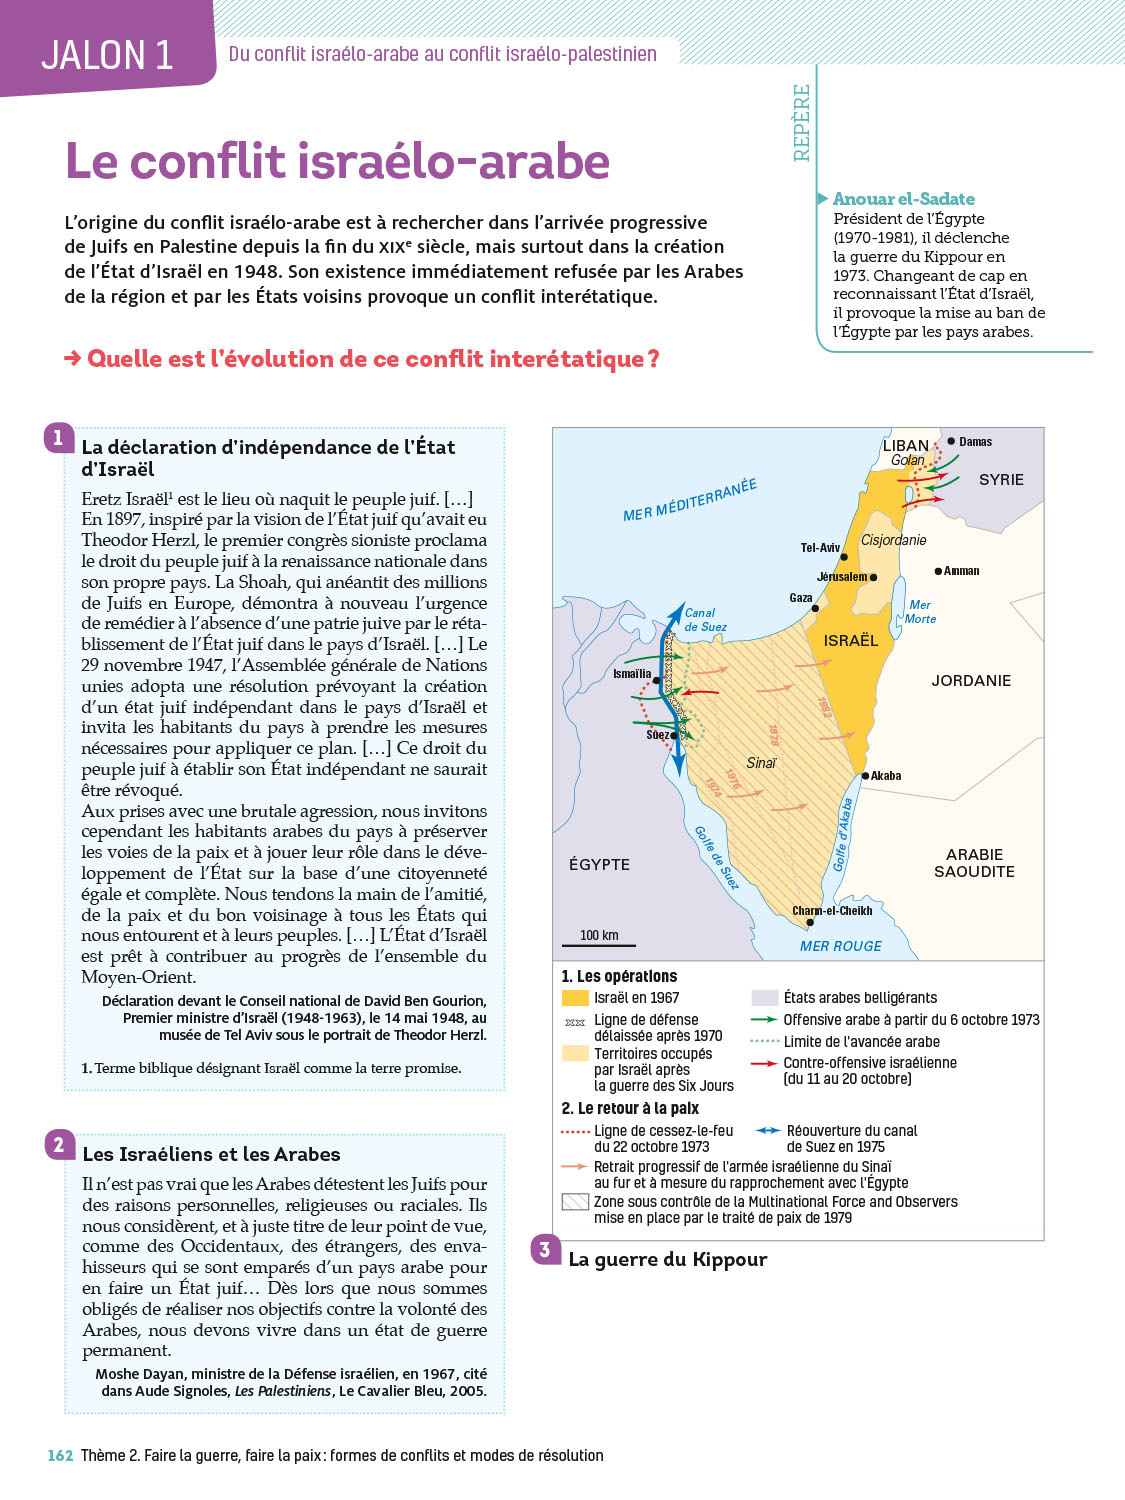 JALON 1
Du conflit israélo-arabe au conflit israélo-palestinien
REPÈRE
Le conflit israélo-arabe
L'origine du conflit israélo-arabe est à rechercher dans l'arrivée progressive
de Juifs en Palestine depuis la fin du XIXe siècle, mais surtout dans la création
de l'État d'Israël en 1948. Son existence immédiatement refusée par les Arabes
de la région et par les États voisins provoque un conflit interétatique.
→ Quelle est l'évolution de ce conflit interétatique ?
Anouar el-Sadate
Président de l'Égypte
(1970-1981), il déclenche
la guerre du Kippour en
1973. Changeant de cap en
reconnaissant l'État d'Israël,
il provoque la mise au ban de
l'Égypte par les pays arabes.
1
La déclaration d'indépendance de l'État
d'Israël
Eretz Israël1 est le lieu où naquit le peuple juif. […]
En 1897, inspiré par la vision de l'État juif qu'avait eu
Theodor Herzl, le premier congrès sioniste proclama
le droit du peuple juif à la renaissance nationale dans
son propre pays. La Shoah, qui anéantit des millions
de Juifs en Europe, démontra à nouveau l'urgence
de remédier à l'absence d'une patrie juive par le réta-
blissement de l'État juif dans le pays d'Israël. […] Le
29 novembre 1947, l'Assemblée générale de Nations
unies adopta une résolution prévoyant la création
d'un état juif indépendant dans le pays d'Israël et
invita les habitants du pays à prendre les mesures
nécessaires pour appliquer ce plan. […] Ce droit du
peuple juif à établir son État indépendant ne saurait
être révoqué.
Aux prises avec une brutale agression, nous invitons
cependant les habitants arabes du pays à préserver
les voies de la paix et à jouer leur rôle dans le déve-
loppement de l'État sur la base d'une citoyenneté
égale et complète. Nous tendons la main de l'amitié,
de la paix et du bon voisinage à tous les États qui
nous entourent et à leurs peuples. […] L'État d'Israël
est prêt à contribuer au progrès de l'ensemble du
Moyen-Orient.
Déclaration devant le Conseil national de David Ben Gourion,
Premier ministre d'Israël (1948-1963), le 14 mai 1948, au
musée de Tel Aviv sous le portrait de Theodor Herzl.
1. Terme biblique désignant Israël comme la terre promise.
2
Les Israéliens et les Arabes
Il n'est pas vrai que les Arabes détestent les Juifs pour
des raisons personnelles, religieuses ou raciales. Ils
nous considèrent, et à juste titre de leur point de vue,
comme des Occidentaux, des étrangers, des enva-
hisseurs qui se sont emparés d'un pays arabe pour
en faire un État juif… Dès lors que nous sommes
obligés de réaliser nos objectifs contre la volonté des
Arabes, nous devons vivre dans un état de guerre
permanent.
Moshe Dayan, ministre de la Défense israélien, en 1967, cité
dans Aude Signoles, Les Palestiniens, Le Cavalier Bleu, 2005.
LIBAN
Golan
Damas
SYRIE
MER MÉDITERRANÉE
Cisjordanie
Tel-Aviv
Jérusalem
Amman
Gaza
Mer
Morte
Canal
de Suez
ISRAËL
Ismaïlia
JORDANIE
1982
1979
Suez
Sinaï
1976
1974
Akaba
Golfe de Suez
Golfe d'Akaba
ÉGYPTE
ARABIE
SAOUDITE
Charm-el-Cheikh
100 km
MER ROUGE
1. Les opérations
Israël en 1967
Ligne de défense
délaissée après 1970
Territoires occupés
par Israël après
la guerre des Six Jours
États arabes belligérants
Offensive arabe à partir du 6 octobre 1973
Limite de l'avancée arabe
Contre-offensive israélienne
(du 11 au 20 octobre)
2. Le retour à la paix
Ligne de cessez-le-feu
du 22 octobre 1973
Réouverture du canal
de Suez en 1975
Retrait progressif de l'armée israélienne du Sinaï
au fur et à mesure du rapprochement avec l'Égypte
Zone sous contrôle de la Multinational Force and Observers
mise en place par le traité de paix de 1979
3
La guerre du Kippour
162 Thème 2. Faire la guerre, faire la paix : formes de conflits et modes de résolution